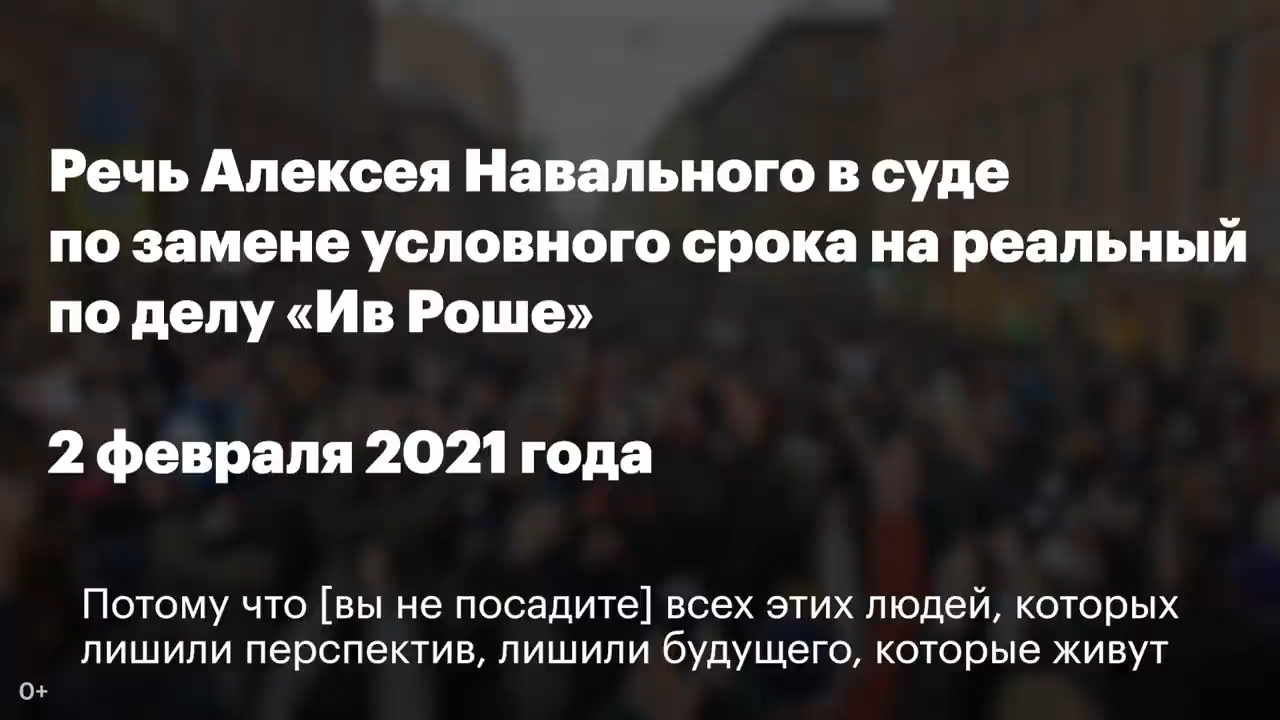 Речь Алексея Навального в суде
по замене условного срока на реальный
по делу «Ив Роше»
2 февраля 2021 года
Потому что [вы не посадите] всех этих людей, которых
лишили перспектив, лишили будущего, которые живут
0+